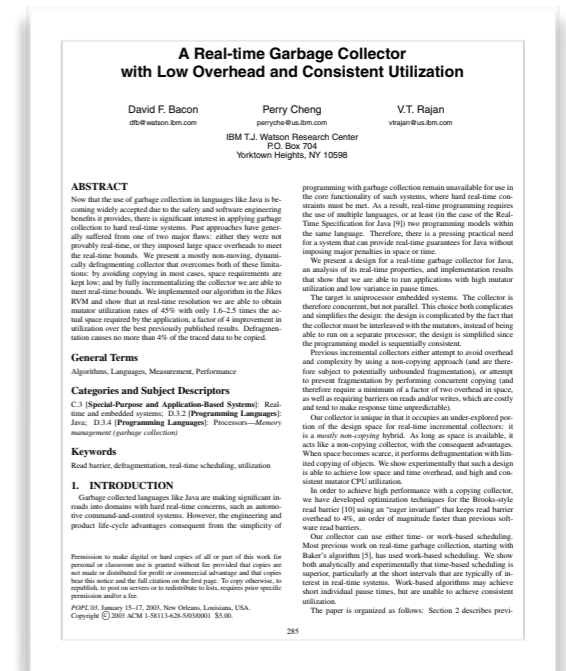 A Real-time Garbage Collector
with Low Overhead and Consistent Utilization
David F. Bacon
dfb@watson.ibm.com
Perry Cheng
perryche@us.ibm.com
V.T. Rajan
vtrajan@us.ibm.com
IBM T.J. Watson Research Center
P.O. Box 704
Yorktown Heights, NY 10598
ABSTRACT
Now that the use of garbage collection in languages like Java is be-
coming widely accepted due to the safety and software engineering
benefits it provides, there is significant interest in applying garbage
collection to hard real-time systems. Past approaches have gener-
ally suffered from one of two major flaws: either they were not
provably real-time, or they imposed large space overheads to meet
the real-time bounds. We present a mostly non-moving, dynami-
cally defragmenting collector that overcomes both of these limita-
tions: by avoiding copying in most cases, space requirements are
kept low; and by fully incrementalizing the collector we are able to
meet real-time bounds. We implemented our algorithm in the Jikes
RVM and show that at real-time resolution we are able to obtain
mutator utilization rates of 45% with only 1.6–2.5 times the ac-
tual space required by the application, a factor of 4 improvement in
utilization over the best previously published results. Defragmen-
tation causes no more than 4% of the traced data to be copied.
General Terms
Algorithms, Languages, Measurement, Performance
Categories and Subject Descriptors
C.3 [Special-Purpose and Application-Based Systems]: Real-
time and embedded systems; D.3.2 [Programming Languages]:
Java; D.3.4 [Programming Languages]: Processors—Memory
management (garbage collection)
Keywords
Read barrier, defragmentation, real-time scheduling, utilization
1. INTRODUCTION
Garbage collected languages like Java are making significant in-
roads into domains with hard real-time concerns, such as automo-
tive command-and-control systems. However, the engineering and
product life-cycle advantages consequent from the simplicity of
Permission to make digital or hard copies of all or part of this work for
personal or classroom use is granted without fee provided that copies are
not made or distributed for profit or commercial advantage and that copies
bear this notice and the full citation on the first page. To copy otherwise, to
republish, to post on servers or to redistribute to lists, requires prior specific
permission and/or a fee.
POPL'03, January 15–17, 2003, New Orleans, Louisiana, USA.
Copyright © 2003 ACM 1-58113-628-5/03/0001 $5.00.
programming with garbage collection remain unavailable for use in
the core functionality of such systems, where hard real-time con-
straints must be met. As a result, real-time programming requires
the use of multiple languages, or at least (in the case of the Real-
Time Specification for Java [9]) two programming models within
the same language. Therefore, there is a pressing practical need
for a system that can provide real-time guarantees for Java without
imposing major penalties in space or time.
We present a design for a real-time garbage collector for Java,
an analysis of its real-time properties, and implementation results
that show that we are able to run applications with high mutator
utilization and low variance in pause times.
The target is uniprocessor embedded systems. The collector is
therefore concurrent, but not parallel. This choice both complicates
and simplifies the design: the design is complicated by the fact that
the collector must be interleaved with the mutators, instead of being
able to run on a separate processor; the design is simplified since
the programming model is sequentially consistent.
Previous incremental collectors either attempt to avoid overhead
and complexity by using a non-copying approach (and are there-
fore subject to potentially unbounded fragmentation), or attempt
to prevent fragmentation by performing concurrent copying (and
therefore require a minimum of a factor of two overhead in space,
as well as requiring barriers on reads and/or writes, which are costly
and tend to make response time unpredictable).
Our collector is unique in that it occupies an under-explored por-
tion of the design space for real-time incremental collectors: it
is a mostly non-copying hybrid. As long as space is available, it
acts like a non-copying collector, with the consequent advantages.
When space becomes scarce, it performs defragmentation with lim-
ited copying of objects. We show experimentally that such a design
is able to achieve low space and time overhead, and high and con-
sistent mutator CPU utilization.
In order to achieve high performance with a copying collector,
we have developed optimization techniques for the Brooks-style
read barrier [10] using an "eager invariant" that keeps read barrier
overhead to 4%, an order of magnitude faster than previous soft-
ware read barriers.
Our collector can use either time- or work-based scheduling.
Most previous work on real-time garbage collection, starting with
Baker's algorithm [5], has used work-based scheduling. We show
both analytically and experimentally that time-based scheduling is
superior, particularly at the short intervals that are typically of in-
terest in real-time systems. Work-based algorithms may achieve
short individual pause times, but are unable to achieve consistent
utilization.
The paper is organized as follows: Section 2 describes previ-
285